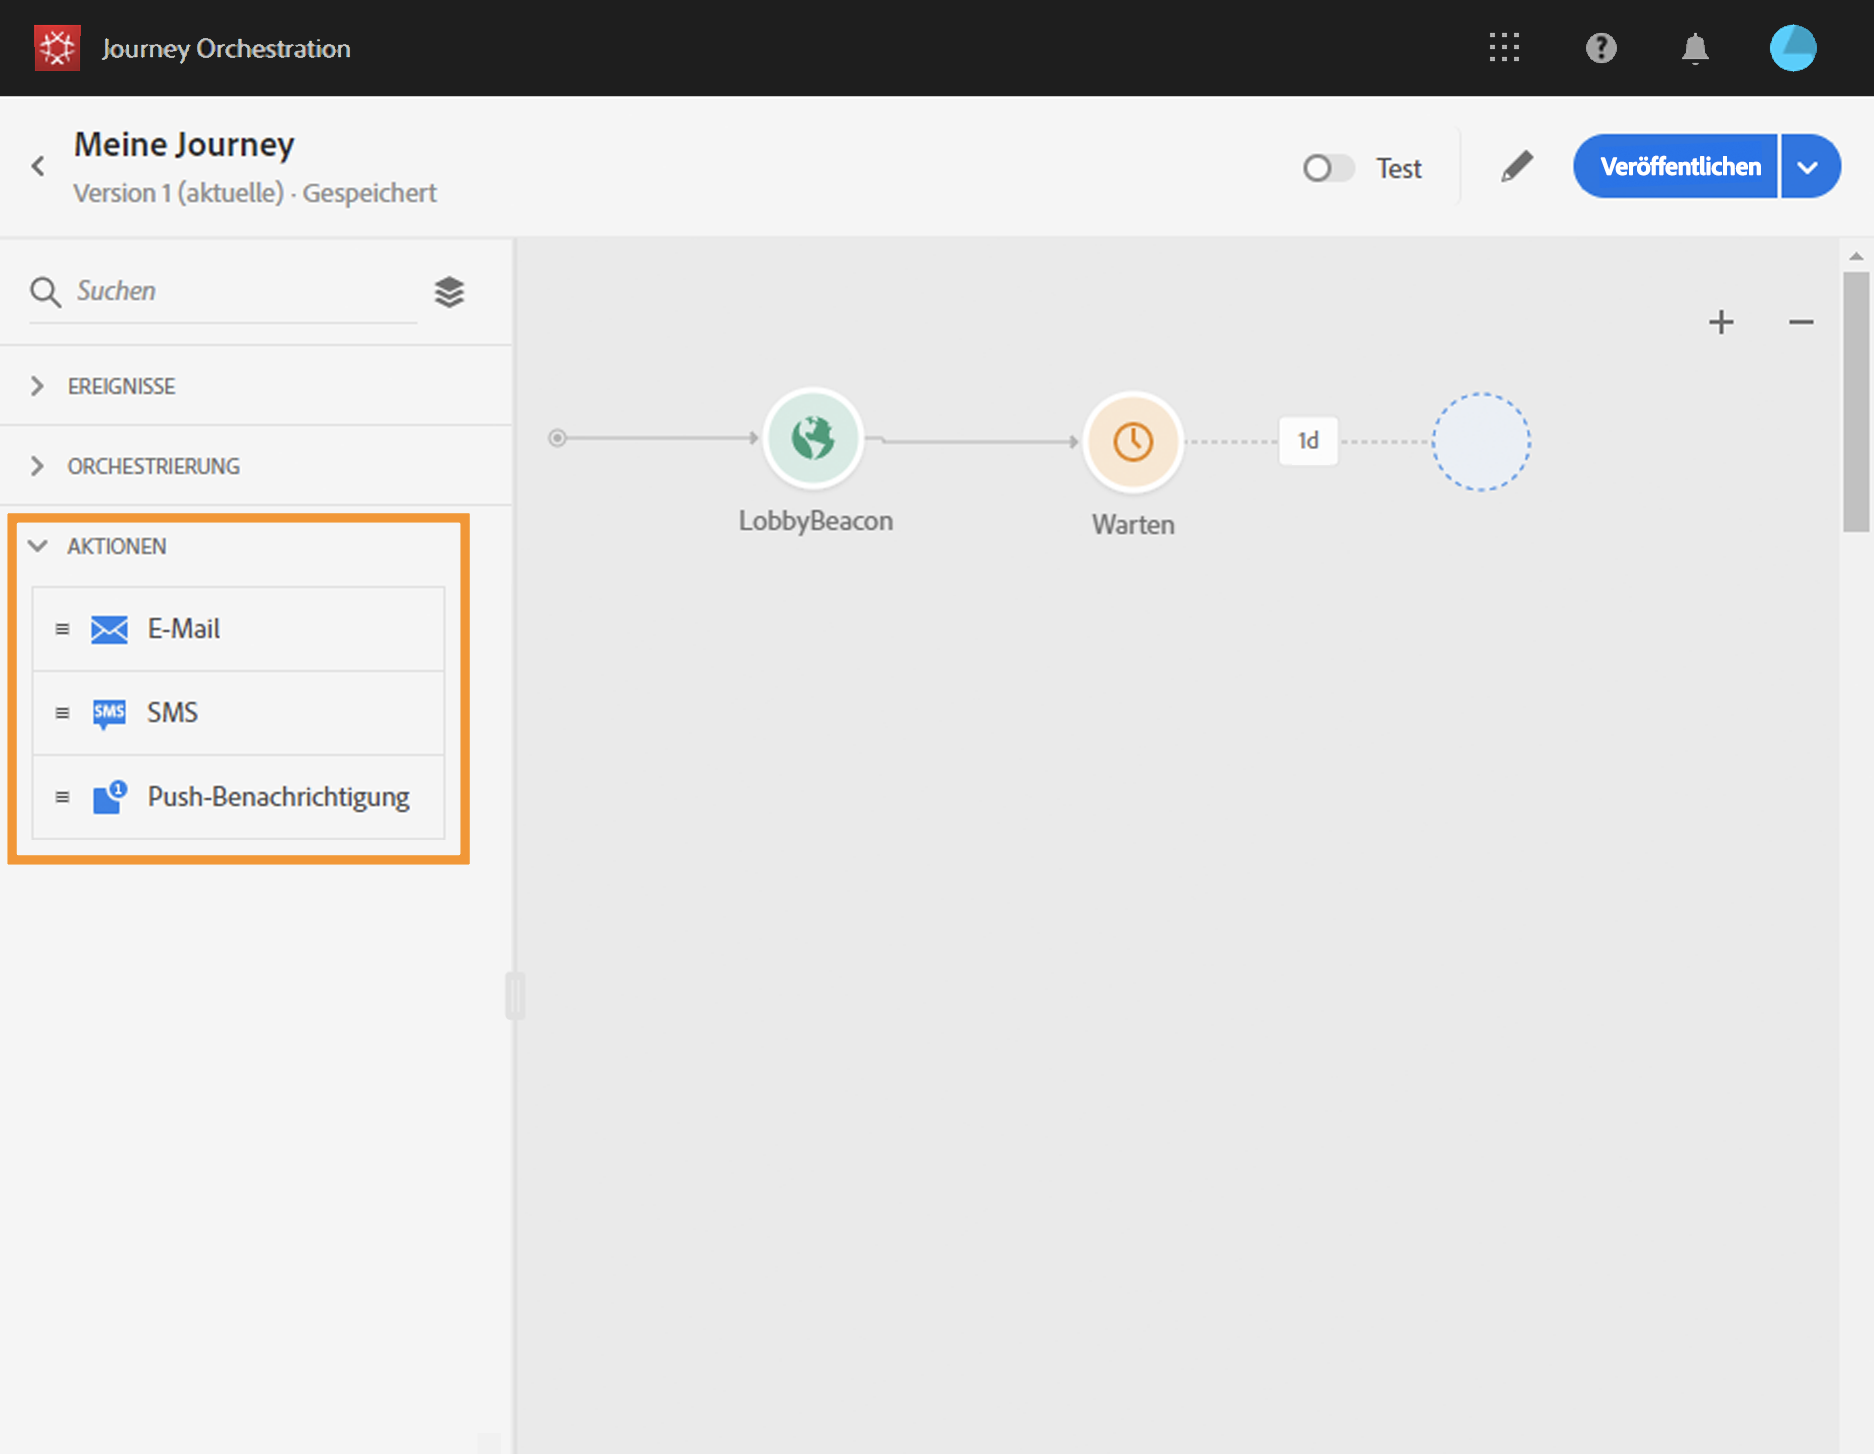 Journey Orchestration
Meine Journey
Version 1 (aktuelle) · Gespeichert
Test
Veröffentlichen
Suchen
EREIGNISSE
ORCHESTRIERUNG
AKTIONEN
E-Mail
SMS
SMS
1
Push-Benachrichtigung
1d
LobbyBeacon
Warten